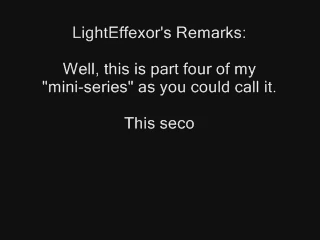 LightEffexor's Remarks:
Well, this is part four of my
"mini-series" as you could call it.
This seco